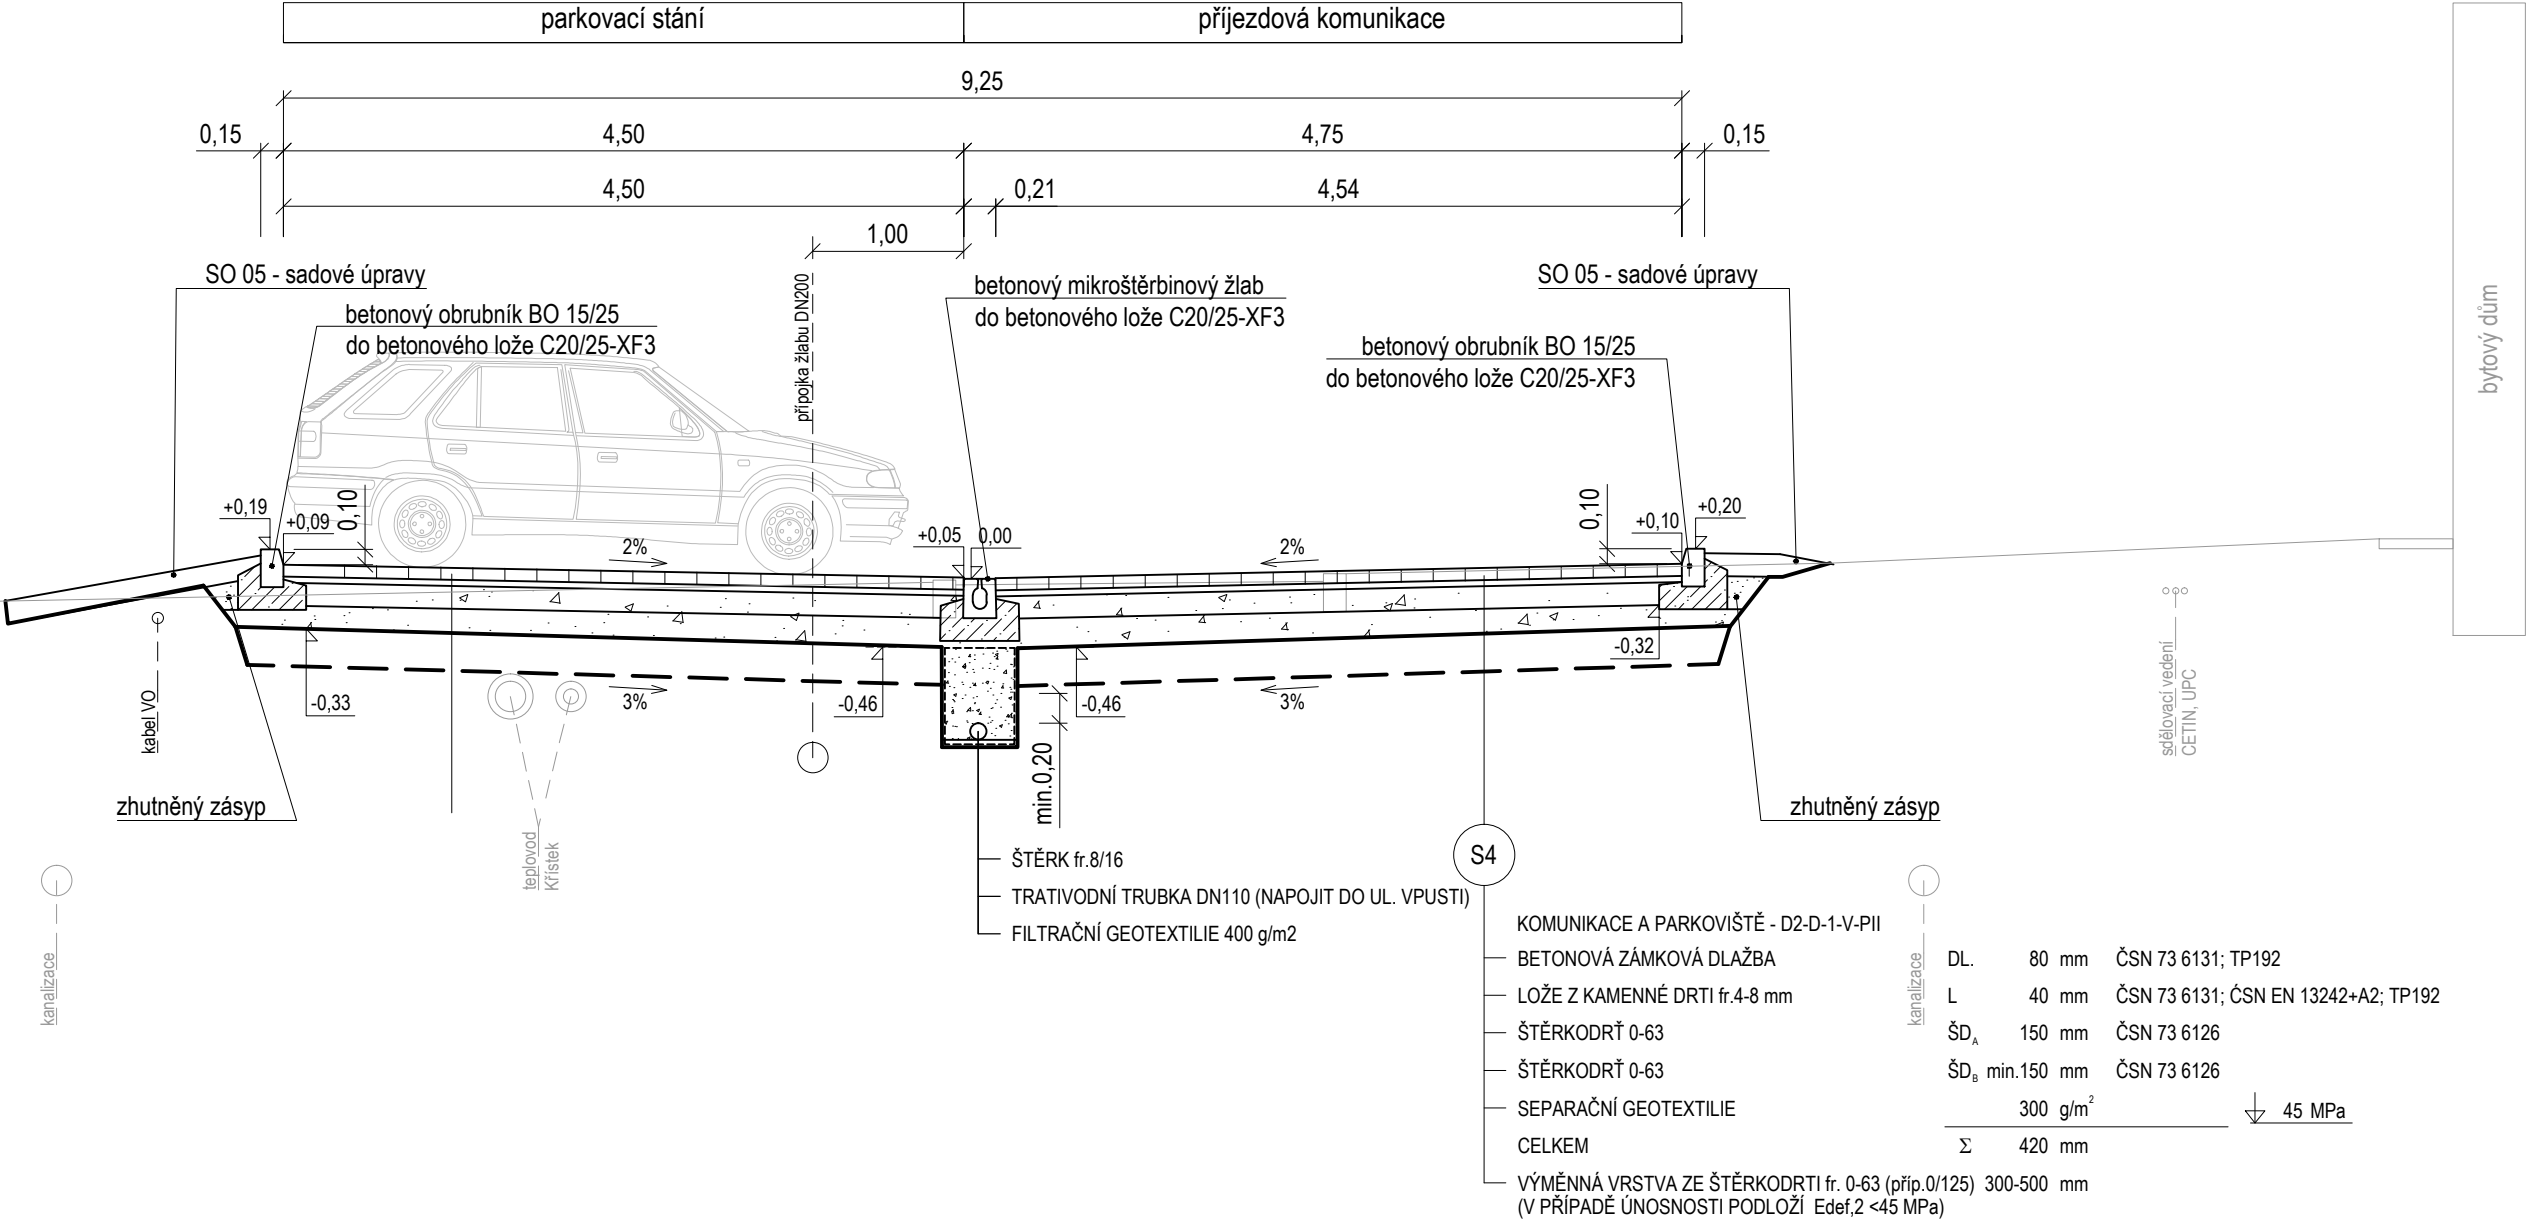 parkovací stání
příjezdová komunikace
9,25
0,15
4,50
4,75
0,15
4,50
0,21
4,54
1,00
SO 05 - sadové úpravy
betonový obrubník BO 15/25
do betonového lože C20/25-XF3
přípojka žlabu DN200
betonový mikroštěrbinový žlab
do betonového lože C20/25-XF3
SO 05 - sadové úpravy
betonový obrubník BO 15/25
do betonového lože C20/25-XF3
bytový dům
+0,19
+0,09
0,10
+0,05
0,00
0,10
+0,10
+0,20
2%
2%
-0,33
3%
-0,46
-0,46
3%
-0,32
min.0,20
kabel VO
sdělovací vedení
CETIN, UPC
zhutněný zásyp
zhutněný zásyp
teplovod
Křístek
kanalizace
kanalizace
ŠTĚRK fr.8/16
TRATIVODNÍ TRUBKA DN110 (NAPOJIT DO UL. VPUSTI)
FILTRAČNÍ GEOTEXTILIE 400 g/m2
S4
KOMUNIKACE A PARKOVIŠTĚ - D2-D-1-V-PII
BETONOVÁ ZÁMKOVÁ DLAŽBA DL. 80 mm ČSN 73 6131; TP192
LOŽE Z KAMENNÉ DRTI fr.4-8 mm L 40 mm ČSN 73 6131; ĆSN EN 13242+A2; TP192
ŠTĚRKODRŤ 0-63 ŠDA 150 mm ČSN 73 6126
ŠTĚRKODRŤ 0-63 ŠDB min.150 mm ČSN 73 6126
SEPARAČNÍ GEOTEXTILIE 300 g/m2 45 MPa
CELKEM Σ 420 mm
VÝMĚNNÁ VRSTVA ZE ŠTĚRKODRTI fr. 0-63 (příp.0/125) 300-500 mm
(V PŘÍPADĚ ÚNOSNOSTI PODLOŽÍ Edef,2 <45 MPa)